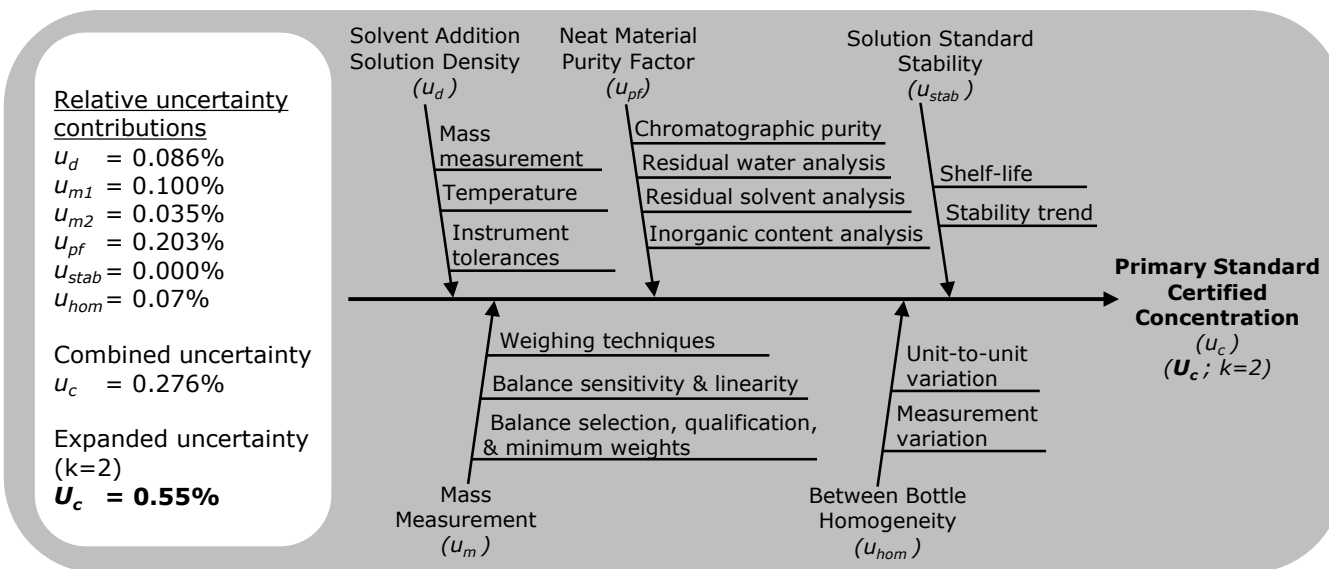 Relative uncertainty
contributions
u_d = 0.086%
u_m1 = 0.100%
u_m2 = 0.035%
u_pf = 0.203%
u_stab = 0.000%
u_hom = 0.07%
Combined uncertainty
u_c = 0.276%
Expanded uncertainty
(k=2)
U_c = 0.55%
Solvent Addition
Solution Density
(u_d)
Mass
measurement
Temperature
Instrument
tolerances
Neat Material
Purity Factor
(u_pf)
Chromatographic purity
Residual water analysis
Residual solvent analysis
Inorganic content analysis
Solution Standard
Stability
(u_stab)
Shelf-life
Stability trend
Weighing techniques
Balance sensitivity & linearity
Balance selection, qualification,
& minimum weights
Mass
Measurement
(u_m)
Unit-to-unit
variation
Measurement
variation
Between Bottle
Homogeneity
(u_hom)
Primary Standard
Certified
Concentration
(u_c)
(U_c; k=2)